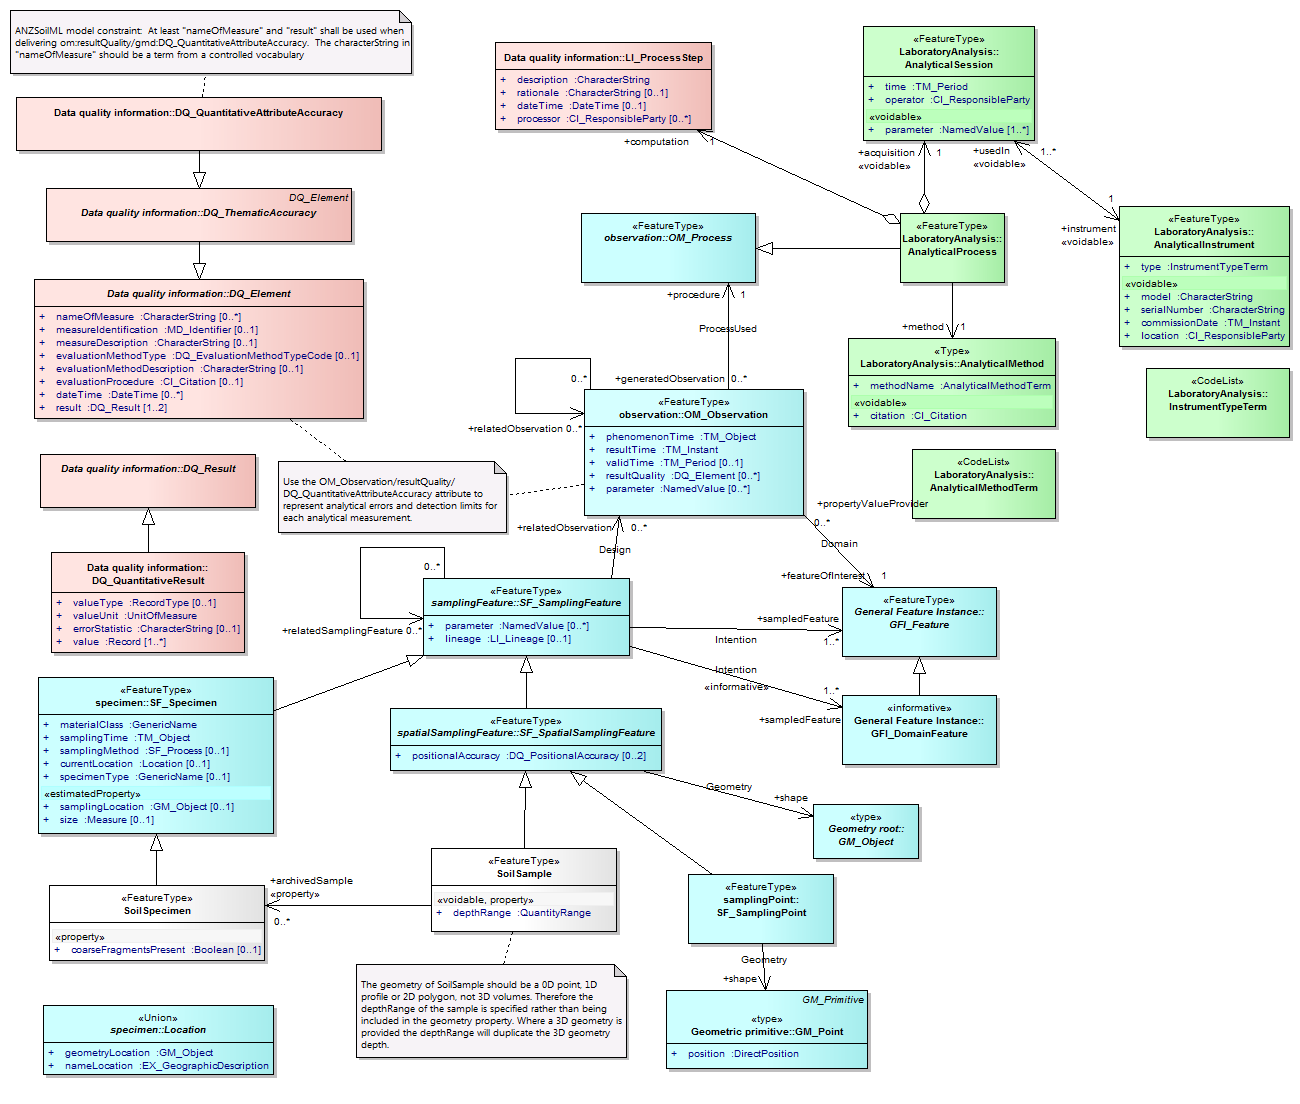 ANZSoilML model constraint:  At least "nameOfMeasure" and "result" shall be used when
delivering om:resultQuality/gmd:DQ_QuantitativeAttributeAccuracy.  The characterString in
"nameOfMeasure" should be a term from a controlled vocabulary
Data quality information::DQ_QuantitativeAttributeAccuracy
DQ_Element
Data quality information::DQ_ThematicAccuracy
Data quality information::DQ_Element
+ nameOfMeasure :CharacterString [0..*]
+ measureIdentification :MD_Identifier [0..1]
+ measureDescription :CharacterString [0..1]
+ evaluationMethodType :DQ_EvaluationMethodTypeCode [0..1]
+ evaluationMethodDescription :CharacterString [0..1]
+ evaluationProcedure :CI_Citation [0..1]
+ dateTime :DateTime [0..*]
+ result :DQ_Result [1..2]
Data quality information::DQ_Result
Data quality information::
DQ_QuantitativeResult
+ valueType :RecordType [0..1]
+ valueUnit :UnitOfMeasure
+ errorStatistic :CharacterString [0..1]
+ value :Record [1..*]
Data quality information::LI_ProcessStep
+ description :CharacterString
+ rationale :CharacterString [0..1]
+ dateTime :DateTime [0..1]
+ processor :CI_ResponsibleParty [0..*]
+computation
1
«FeatureType»
LaboratoryAnalysis::
AnalyticalSession
+ time :TM_Period
+ operator :CI_ResponsibleParty
«voidable»
+ parameter :NamedValue [1..*]
+acquisition
«voidable»
1
+usedIn
«voidable»
1..*
1
+instrument
«voidable»
«FeatureType»
LaboratoryAnalysis::
AnalyticalInstrument
+ type :InstrumentTypeTerm
«voidable»
+ model :CharacterString
+ serialNumber :CharacterString
+ commissionDate :TM_Instant
+ location :CI_ResponsibleParty
«FeatureType»
observation::OM_Process
«FeatureType»
LaboratoryAnalysis::
AnalyticalProcess
+procedure
1
ProcessUsed
+generatedObservation
0..*
+method
1
«Type»
LaboratoryAnalysis::AnalyticalMethod
+ methodName :AnalyticalMethodTerm
«voidable»
+ citation :CI_Citation
«CodeList»
LaboratoryAnalysis::
InstrumentTypeTerm
«CodeList»
LaboratoryAnalysis::
AnalyticalMethodTerm
0..*
+relatedObservation 0..*
«FeatureType»
observation::OM_Observation
+ phenomenonTime :TM_Object
+ resultTime :TM_Instant
+ validTime :TM_Period [0..1]
+ resultQuality :DQ_Element [0..*]
+ parameter :NamedValue [0..*]
Use the OM_Observation/resultQuality/
DQ_QuantitativeAttributeAccuracy attribute to
represent analytical errors and detection limits for
each analytical measurement.
+relatedObservation
0..*
Design
+propertyValueProvider
0..*
Domain
+featureOfInterest
1
0..*
+relatedSamplingFeature 0..*
«FeatureType»
samplingFeature::SF_SamplingFeature
+ parameter :NamedValue [0..*]
+ lineage :LI_Lineage [0..1]
+sampledFeature
Intention
1..*
«FeatureType»
General Feature Instance::
GFI_Feature
Intention
«informative»
1..*
+sampledFeature
«informative»
General Feature Instance::
GFI_DomainFeature
«FeatureType»
specimen::SF_Specimen
+ materialClass :GenericName
+ samplingTime :TM_Object
+ samplingMethod :SF_Process [0..1]
+ currentLocation :Location [0..1]
+ specimenType :GenericName [0..1]
«estimatedProperty»
+ samplingLocation :GM_Object [0..1]
+ size :Measure [0..1]
«FeatureType»
spatialSamplingFeature::SF_SpatialSamplingFeature
+ positionalAccuracy :DQ_PositionalAccuracy [0..2]
Geometry
+shape
«type»
Geometry root::
GM_Object
«FeatureType»
SoilSpecimen
«property»
+ coarseFragmentsPresent :Boolean [0..1]
+archivedSample
«property»
0..*
«FeatureType»
SoilSample
«voidable, property»
+ depthRange :QuantityRange
«FeatureType»
samplingPoint::
SF_SamplingPoint
Geometry
+shape
The geometry of SoilSample should be a 0D point, 1D
profile or 2D polygon, not 3D volumes. Therefore the
depthRange of the sample is specified rather than being
included in the geometry property. Where a 3D geometry is
provided the depthRange will duplicate the 3D geometry
depth.
GM_Primitive
«type»
Geometric primitive::GM_Point
+ position :DirectPosition
«Union»
specimen::Location
+ geometryLocation :GM_Object
+ nameLocation :EX_GeographicDescription